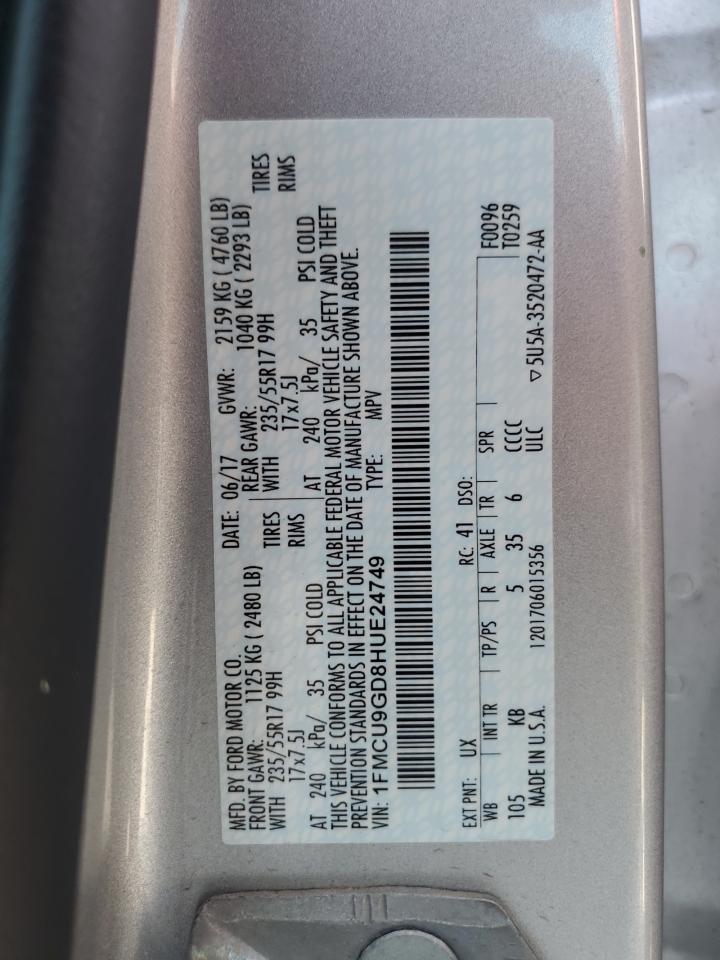 MFD. BY FORD MOTOR CO.
DATE: 06/17 GVWR: 2159 KG ( 4760 LB)
FRONT GAWR: 1125 KG ( 2480 LB) REAR GAWR: 1040 KG ( 2293 LB)
WITH 235/55R17 99H TIRES WITH 235/55R17 99H TIRES
17x7.5J RIMS 17x7.5J RIMS
AT 240 kPa/ 35 PSI COLD AT 240 kPa/ 35 PSI COLD
THIS VEHICLE CONFORMS TO ALL APPLICABLE FEDERAL MOTOR VEHICLE SAFETY AND THEFT
PREVENTION STANDARDS IN EFFECT ON THE DATE OF MANUFACTURE SHOWN ABOVE.
VIN: 1FMCU9GD8HUE24749 TYPE: MPV
EXT PNT: UX RC: 41 DSO:
WB INT TR TP/PS R AXLE TR SPR F0096
105 KB 5 35 6 CCCC T0259
MADE IN U.S.A. 1201706015356 ULC ▽5U5A-3520472-AA